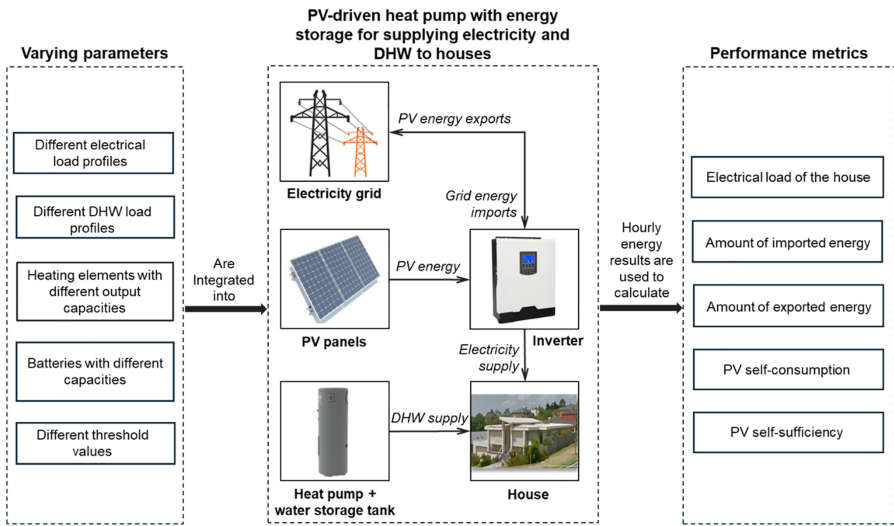 Varying parameters
Different electrical
load profiles
Different DHW load
profiles
Heating elements with
different output
capacities
Batteries with different
capacities
Different threshold
values
Are
Integrated
into
PV-driven heat pump with energy
storage for supplying electricity and
DHW to houses
PV energy exports
Electricity grid
Grid energy
imports
PV energy
PV panels
Inverter
Electricity
supply
DHW supply
Heat pump +
water storage tank
House
Hourly
energy
results are
used to
calculate
Performance metrics
Electrical load of the house
Amount of imported energy
Amount of exported energy
PV self-consumption
PV self-sufficiency